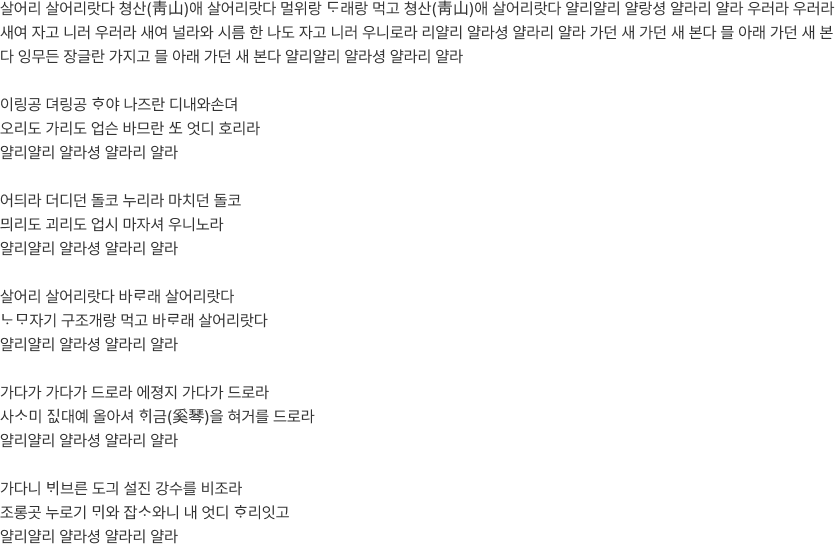 살어리 살어리랏다 쳥산(靑山)애 살어리랏다 멀위랑 ᄃᆞ래랑 먹고 쳥산(靑山)애 살어리랏다 얄리얄리 얄랑셩 얄라리 얄라 우러라 우러라
새여 자고 니러 우러라 새여 널라와 시름 한 나도 자고 니러 우니로라 리얄리 얄라셩 얄라리 얄라 가던 새 가던 새 본다 믈 아래 가던 새 본
다 잉무든 장글란 가지고 믈 아래 가던 새 본다 얄리얄리 얄라셩 얄라리 얄라
이링공 뎌링공 ᄒᆞ야 나즈란 디내와손뎌
오리도 가리도 업슨 바므란 ᄯᅩ 엇디 호리라
얄리얄리 얄라셩 얄라리 얄라
어듸라 더디던 돌코 누리라 마치던 돌코
믜리도 괴리도 업시 마자셔 우니노라
얄리얄리 얄라셩 얄라리 얄라
살어리 살어리랏다 바ᄅᆞ래 살어리랏다
ᄂᆞᄆᆞ자기 구조개랑 먹고 바ᄅᆞ래 살어리랏다
얄리얄리 얄라셩 얄라리 얄라
가다가 가다가 드로라 에졍지 가다가 드로라
사ᄉᆞ미 짒대예 올아셔 ᄒᆡ금(奚琴)을 혀거를 드로라
얄리얄리 얄라셩 얄라리 얄라
가다니 ᄇᆡ브른 도긔 설진 강수를 비조라
조롱곳 누로기 ᄆᆡ와 잡ᄉᆞ와니 내 엇디 ᄒᆞ리잇고
얄리얄리 얄라셩 얄라리 얄라